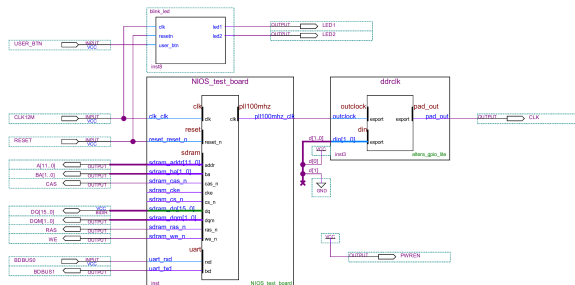 blink_led
clk
led1
OUTPUT
LED1
resetn
led2
OUTPUT
LED2
USER_BTN
INPUT
VCC
user_btn
inst9
NIOS_test_board
ddrclk
clk
pll100mhz
outclock
pad_out
CLK12M
INPUT
VCC
clk_clk
clk
clk
pll100mhz_clk
outclock
export
export
pad_out
OUTPUT
CLK
reset
din
RESET
INPUT
VCC
reset_reset_n
reset_n
d[1..0]
din[1..0]
export
VCC
sdram
inst3
altera_gpio_lite
A[11..0]
OUTPUT
sdram_addr[11..0]
addr
d[0]
BA[1..0]
OUTPUT
sdram_ba[1..0]
ba
d[1]
CAS
OUTPUT
sdram_cas_n
cas_n
sdram_cke
cke
GND
sdram_cs_n
cs_n
DQ[15..0]
VCC
BIDIR
sdram_dq[15..0]
dq
DQM[1..0]
OUTPUT
sdram_dqm[1..0]
dqm
RAS
OUTPUT
sdram_ras_n
ras_n
WE
OUTPUT
sdram_we_n
we_n
VCC
uart
OUTPUT
PWREN
BDBUS0
INPUT
VCC
uart_rxd
rxd
BDBUS1
OUTPUT
uart_txd
txd
inst
NIOS_test_board